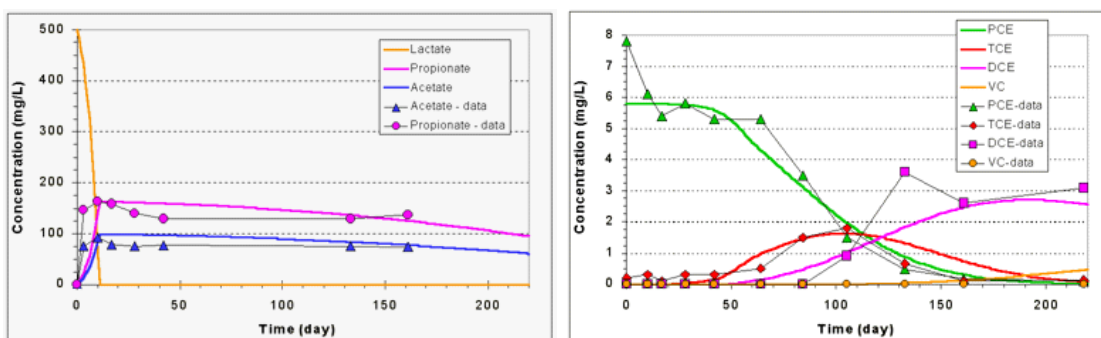 500
400
300
200
100
0
Concentration (mg/L)
Lactate
Propionate
Acetate
Acetate - data
Propionate - data
0 50 100 150 200
Time (day)
8
7
6
5
4
3
2
1
0
Concentration (mg/L)
PCE
TCE
DCE
VC
PCE-data
TCE-data
DCE-data
VC-data
0 50 100 150 200
Time (day)